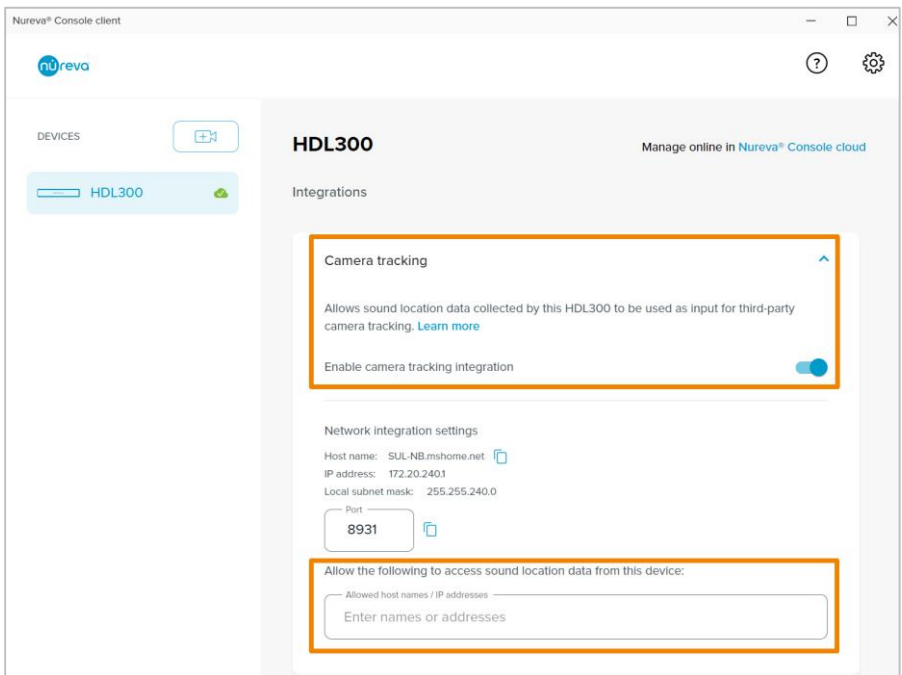 Nureva® Console client
nureva
DEVICES
HDL300
HDL300
Manage online in Nureva® Console cloud
Integrations
Camera tracking
Allows sound location data collected by this HDL300 to be used as input for third-party
camera tracking. Learn more
Enable camera tracking integration
Network integration settings
Host name: SUL-NB.mshome.net
IP address: 172.20.240.1
Local subnet mask: 255.255.240.0
Port
8931
Allow the following to access sound location data from this device:
Allowed host names / IP addresses
Enter names or addresses